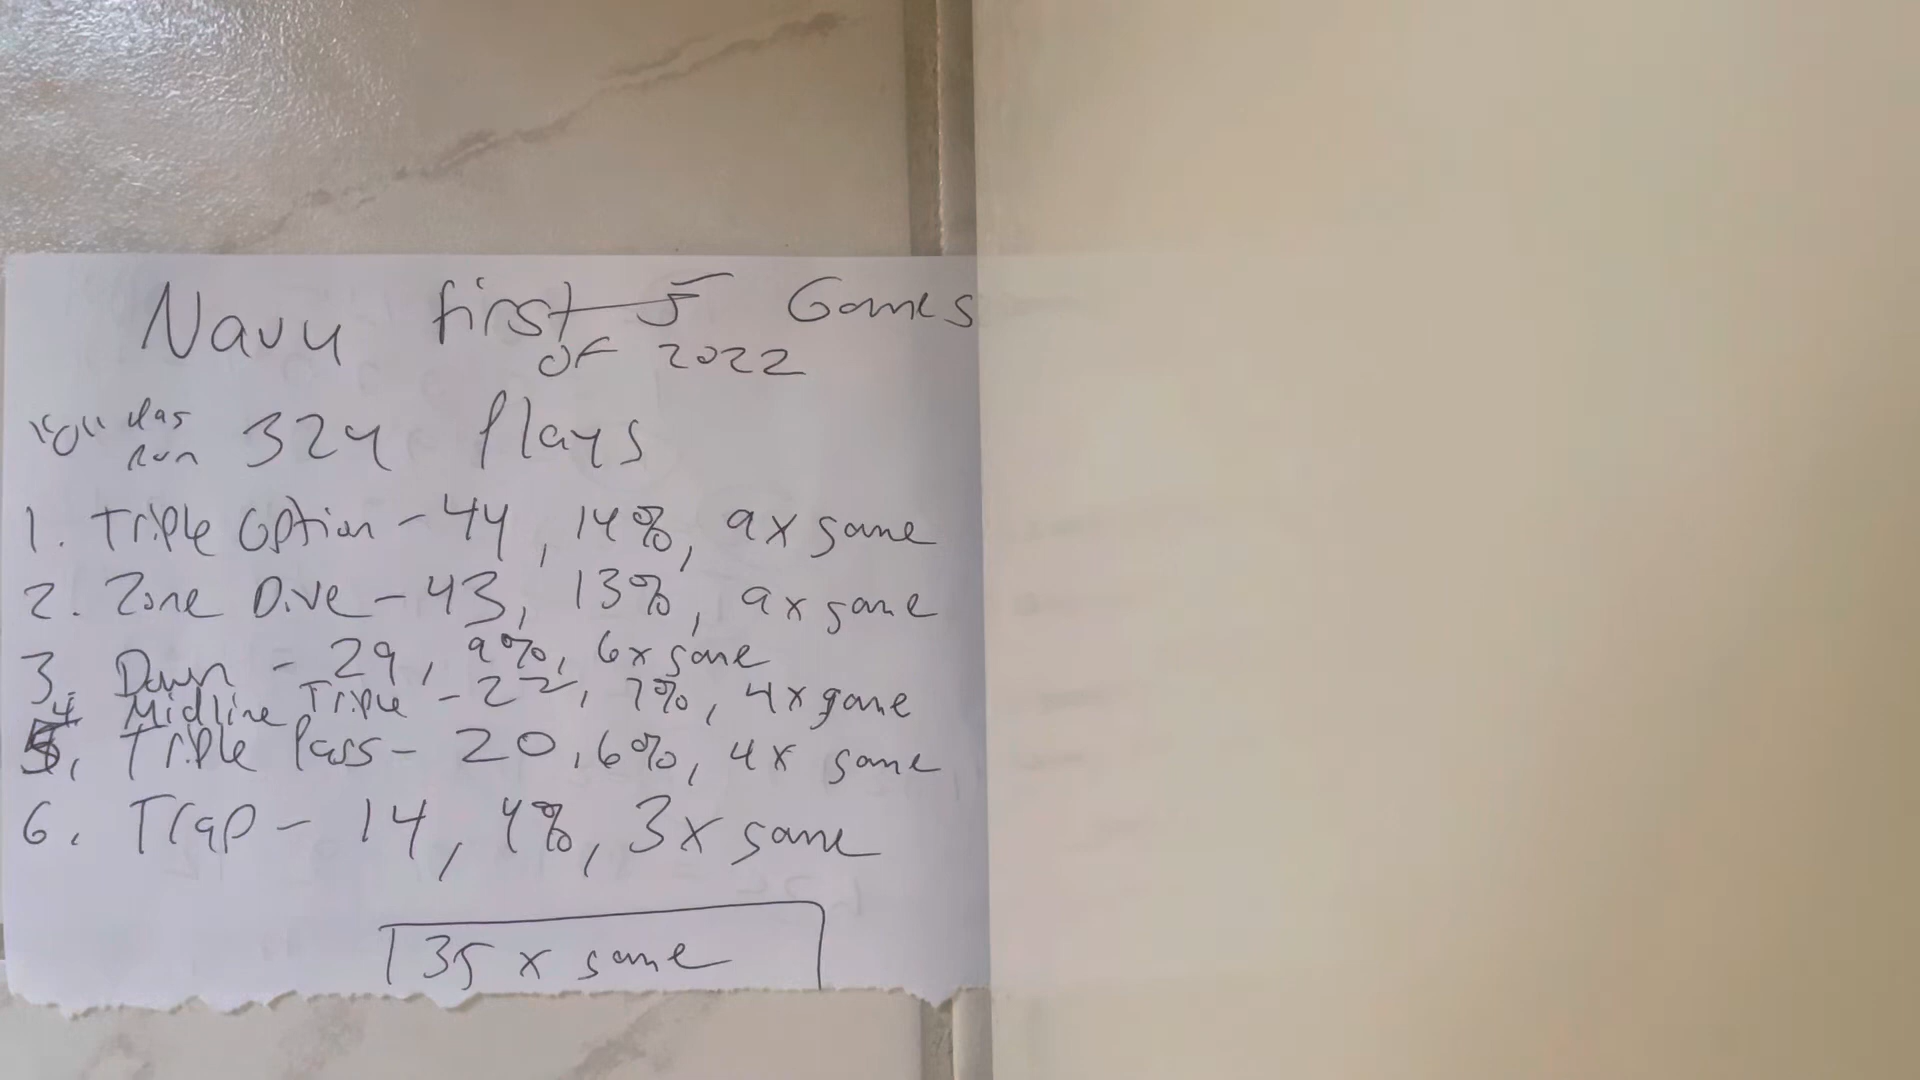 Navy first 5 Games
of 2022
"O" has
run 324 Plays
1. Triple Option - 44, 14%, 9x game
2. Zone Dive - 43, 13%, 9x game
3. Down - 29, 9%, 6x game
4. Midline Triple - 22, 7%, 4x game
5. Triple Pass - 20, 6%, 4x game
6. Trap - 14, 4%, 3x game
35 x game